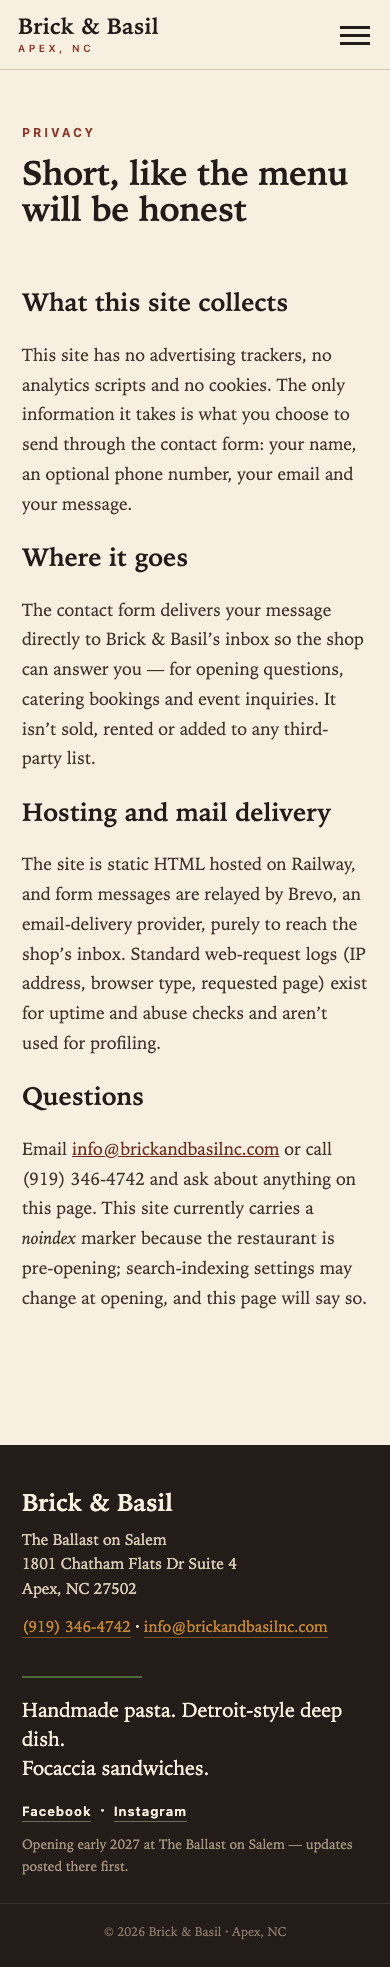 Brick & Basil
APEX, NC
PRIVACY
Short, like the menu
will be honest
What this site collects
This site has no advertising trackers, no
analytics scripts and no cookies. The only
information it takes is what you choose to
send through the contact form: your name,
an optional phone number, your email and
your message.
Where it goes
The contact form delivers your message
directly to Brick & Basil’s inbox so the shop
can answer you — for opening questions,
catering bookings and event inquiries. It
isn’t sold, rented or added to any third-
party list.
Hosting and mail delivery
The site is static HTML hosted on Railway,
and form messages are relayed by Brevo, an
email-delivery provider, purely to reach the
shop’s inbox. Standard web-request logs (IP
address, browser type, requested page) exist
for uptime and abuse checks and aren’t
used for profiling.
Questions
Email info@brickandbasilnc.com or call
(919) 346-4742 and ask about anything on
this page. This site currently carries a
noindex marker because the restaurant is
pre-opening; search-indexing settings may
change at opening, and this page will say so.
Brick & Basil
The Ballast on Salem
1801 Chatham Flats Dr Suite 4
Apex, NC 27502
(919) 346-4742 · info@brickandbasilnc.com
Handmade pasta. Detroit-style deep
dish.
Focaccia sandwiches.
Facebook · Instagram
Opening early 2027 at The Ballast on Salem — updates
posted there first.
© 2026 Brick & Basil · Apex, NC